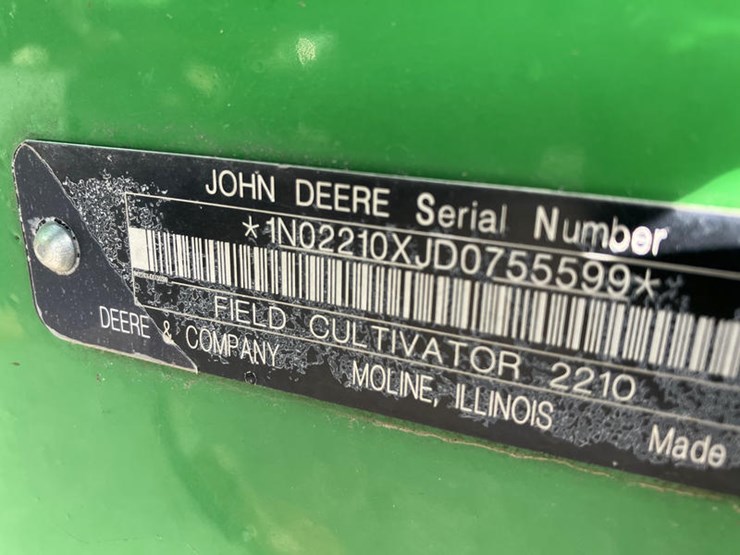 JOHN DEERE Serial Number
*1N02210XJD0755599*
FIELD CULTIVATOR 2210
DEERE & COMPANY MOLINE, ILLINOIS Made